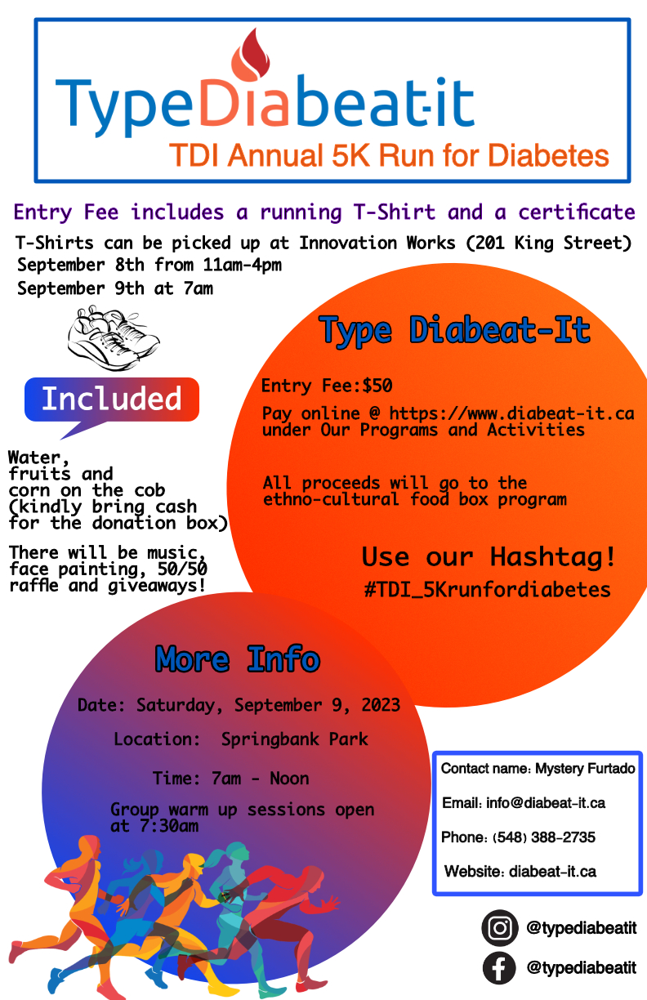 TypeDiabeat-it
TDI Annual 5K Run for Diabetes
Entry Fee includes a running T-Shirt and a certificate
T-Shirts can be picked up at Innovation Works (201 King Street)
September 8th from 11am-4pm
September 9th at 7am
Included
Water,
fruits and
corn on the cob
(kindly bring cash
for the donation box)
There will be music,
face painting, 50/50
raffle and giveaways!
Type Diabeat-It
Entry Fee:$50
Pay online @ https://www.diabeat-it.ca
under Our Programs and Activities
All proceeds will go to the
ethno-cultural food box program
Use our Hashtag!
#TDI_5Krunfordiabetes
More Info
Date: Saturday, September 9, 2023
Location: Springbank Park
Time: 7am - Noon
Group warm up sessions open
at 7:30am
Contact name: Mystery Furtado
Email: info@diabeat-it.ca
Phone: (548) 388-2735
Website: diabeat-it.ca
@typediabeatit
@typediabeatit